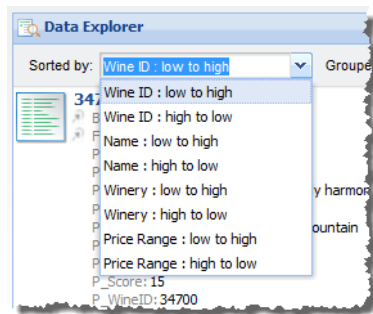 Data Explorer
Sorted by: Wine ID : low to high Groupe
347
Wine ID : low to high
B
Wine ID : high to low
F
Name : low to high
P
Name : high to low
P
Winery : low to high
P y harmon
Winery : high to low
P ountain
Price Range : low to high
P
Price Range : high to low
P_Score: 15
P_WineID: 34700